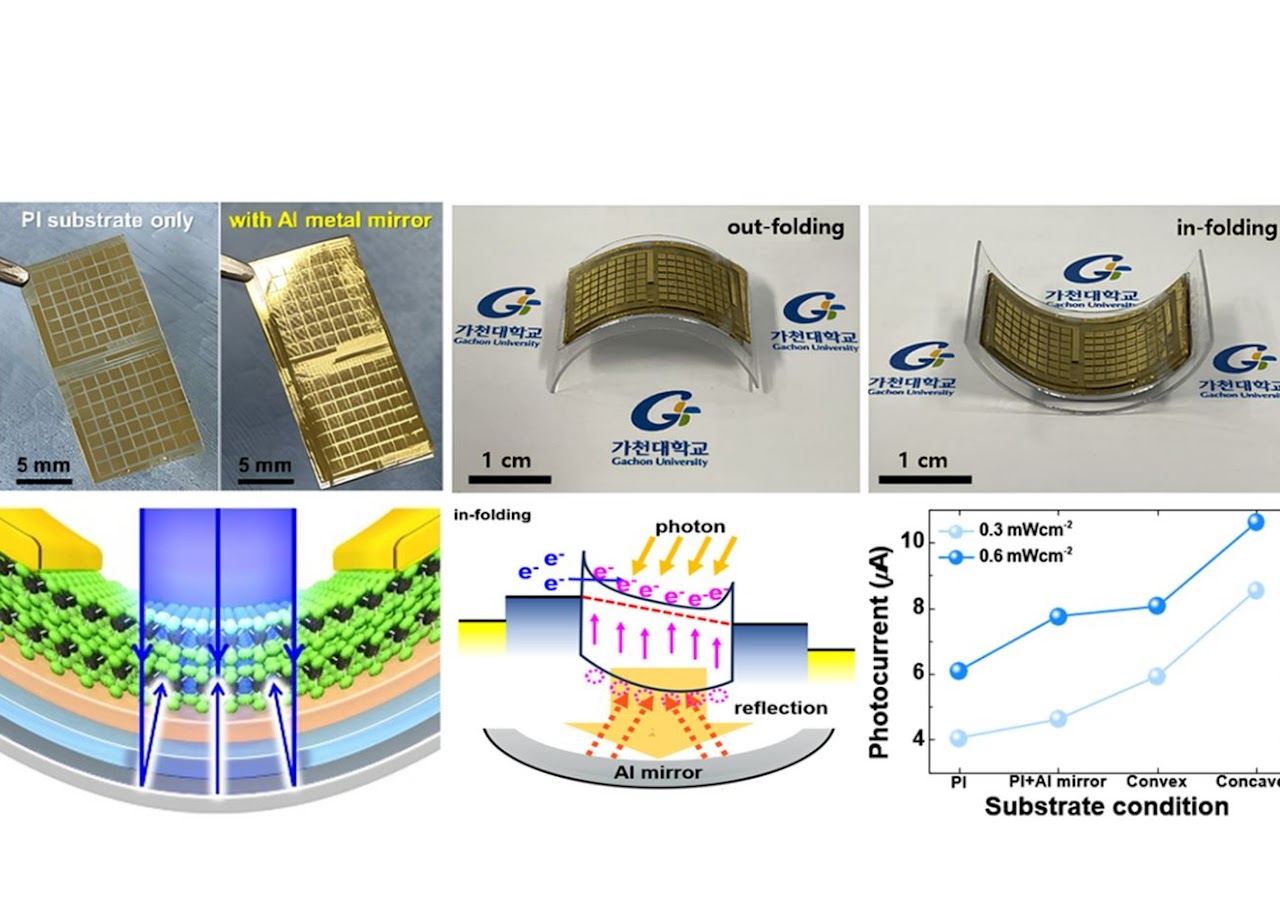 PI substrate only
with Al metal mirror
5 mm
5 mm
out-folding
가천대학교
Gachon University
가천대학교
Gachon University
가천대학교
Gachon University
1 cm
in-folding
가천대학교
Gachon University
가천대학교
Gachon University
가천대학교
Gachon University
1 cm
in-folding
photon
e⁻
e⁻
e⁻
e⁻
e⁻
e⁻
e⁻
e⁻
e⁻
reflection
Al mirror
0.3 mWcm⁻²
0.6 mWcm⁻²
10
8
6
4
Photocurrent (μA)
PI
PI+Al mirror
Convex
Concave
Substrate condition